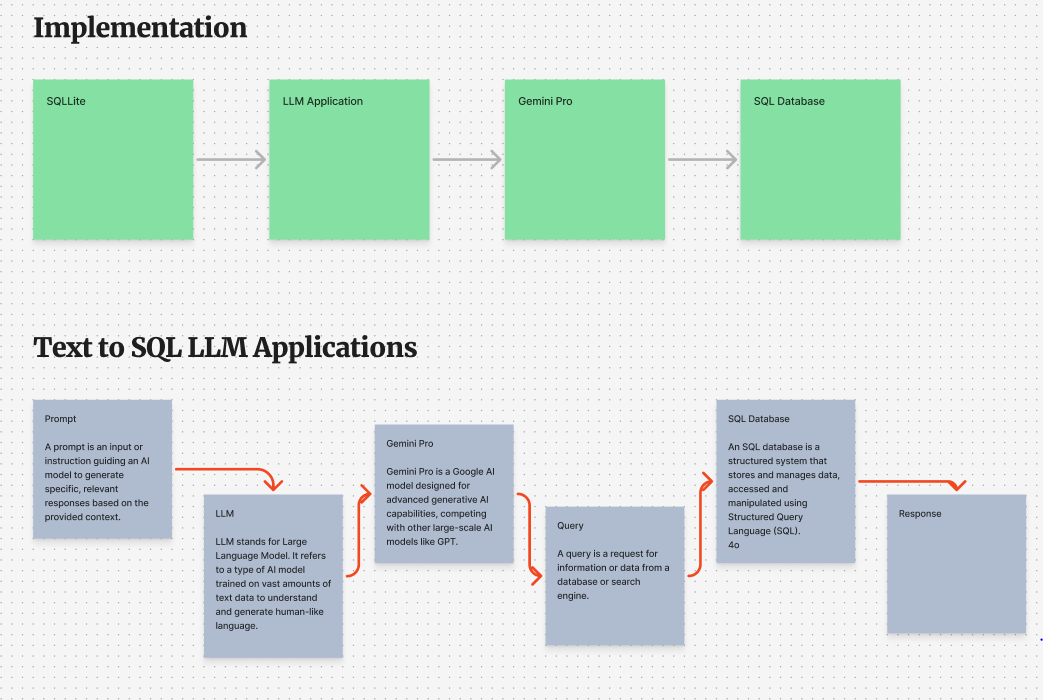 Implementation
SQLLite
LLM Application
Gemini Pro
SQL Database
Text to SQL LLM Applications
Prompt
A prompt is an input or
instruction guiding an AI
model to generate
specific, relevant
responses based on the
provided context.
LLM
LLM stands for Large
Language Model. It refers
to a type of AI model
trained on vast amounts of
text data to understand
and generate human-like
language.
Gemini Pro
Gemini Pro is a Google AI
model designed for
advanced generative AI
capabilities, competing
with other large-scale AI
models like GPT.
Query
A query is a request for
information or data from a
database or search
engine.
SQL Database
An SQL database is a
structured system that
stores and manages data,
accessed and
manipulated using
Structured Query
Language (SQL).
4o
Response